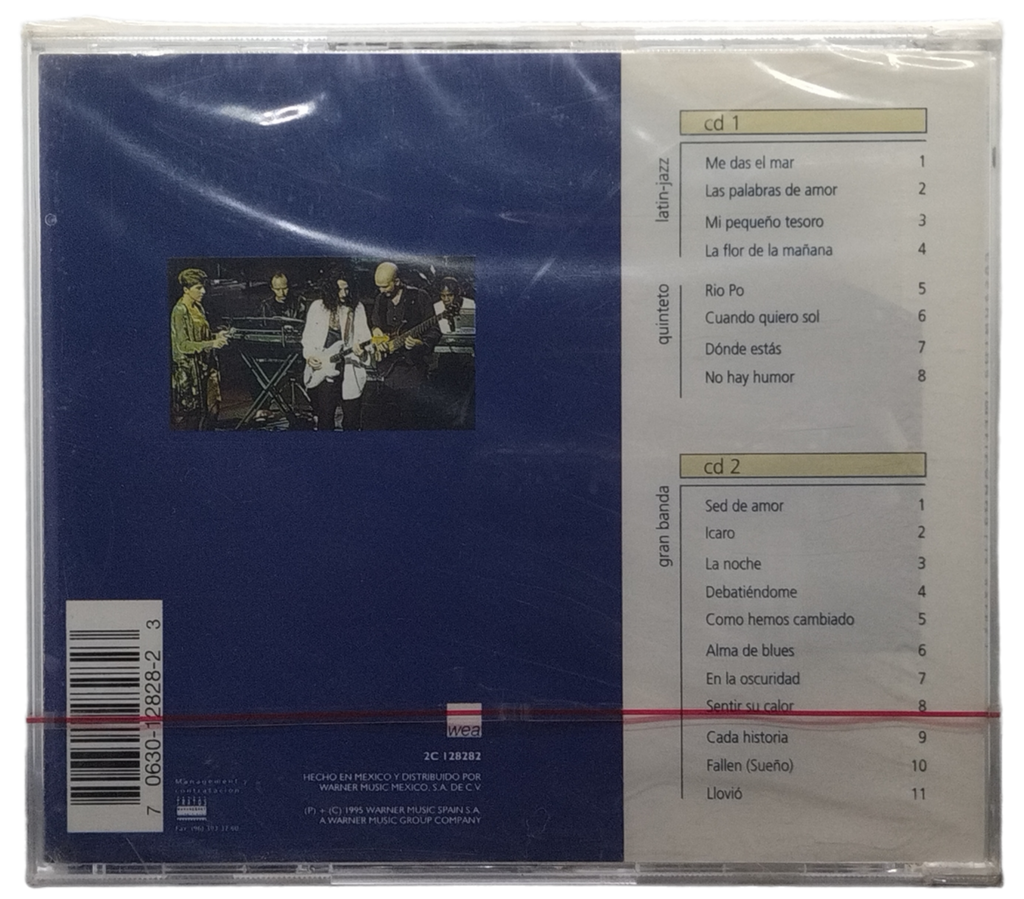 cd 1
latin-jazz
Me das el mar 1
Las palabras de amor 2
Mi pequeño tesoro 3
La flor de la mañana 4
quinteto
Rio Po 5
Cuando quiero sol 6
Dónde estás 7
No hay humor 8
cd 2
gran banda
Sed de amor 1
Icaro 2
La noche 3
Debatiéndome 4
Como hemos cambiado 5
Alma de blues 6
En la oscuridad 7
Sentir su calor 8
Cada historia 9
Fallen (Sueño) 10
Llovió 11
7 0630-12828-2 3
wea
2C 128282
HECHO EN MEXICO Y DISTRIBUIDO POR
WARNER MUSIC MEXICO, S.A. DE C.V
(P) + (C) 1995 WARNER MUSIC SPAIN S.A.
A WARNER MUSIC GROUP COMPANY
Management y
contratación